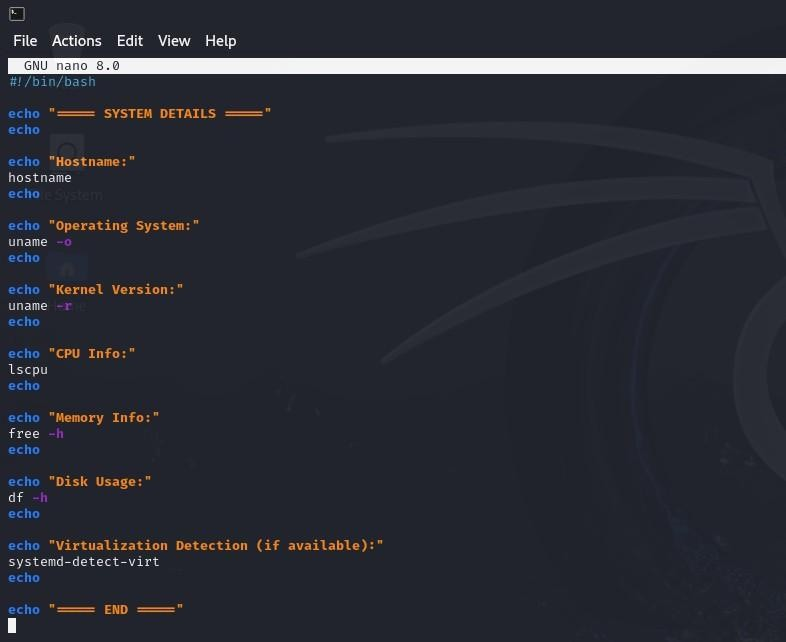 File Actions Edit View Help
GNU nano 8.0
#!/bin/bash
echo "===== SYSTEM DETAILS ====="
echo
echo "Hostname:"
hostname
echo
echo "Operating System:"
uname -o
echo
echo "Kernel Version:"
uname -r
echo
echo "CPU Info:"
lscpu
echo
echo "Memory Info:"
free -h
echo
echo "Disk Usage:"
df -h
echo
echo "Virtualization Detection (if available):"
systemd-detect-virt
echo
echo "===== END ====="